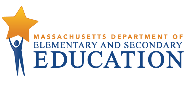 MASSACHUSETTS DEPARTMENT OF
ELEMENTARY AND SECONDARY
EDUCATION